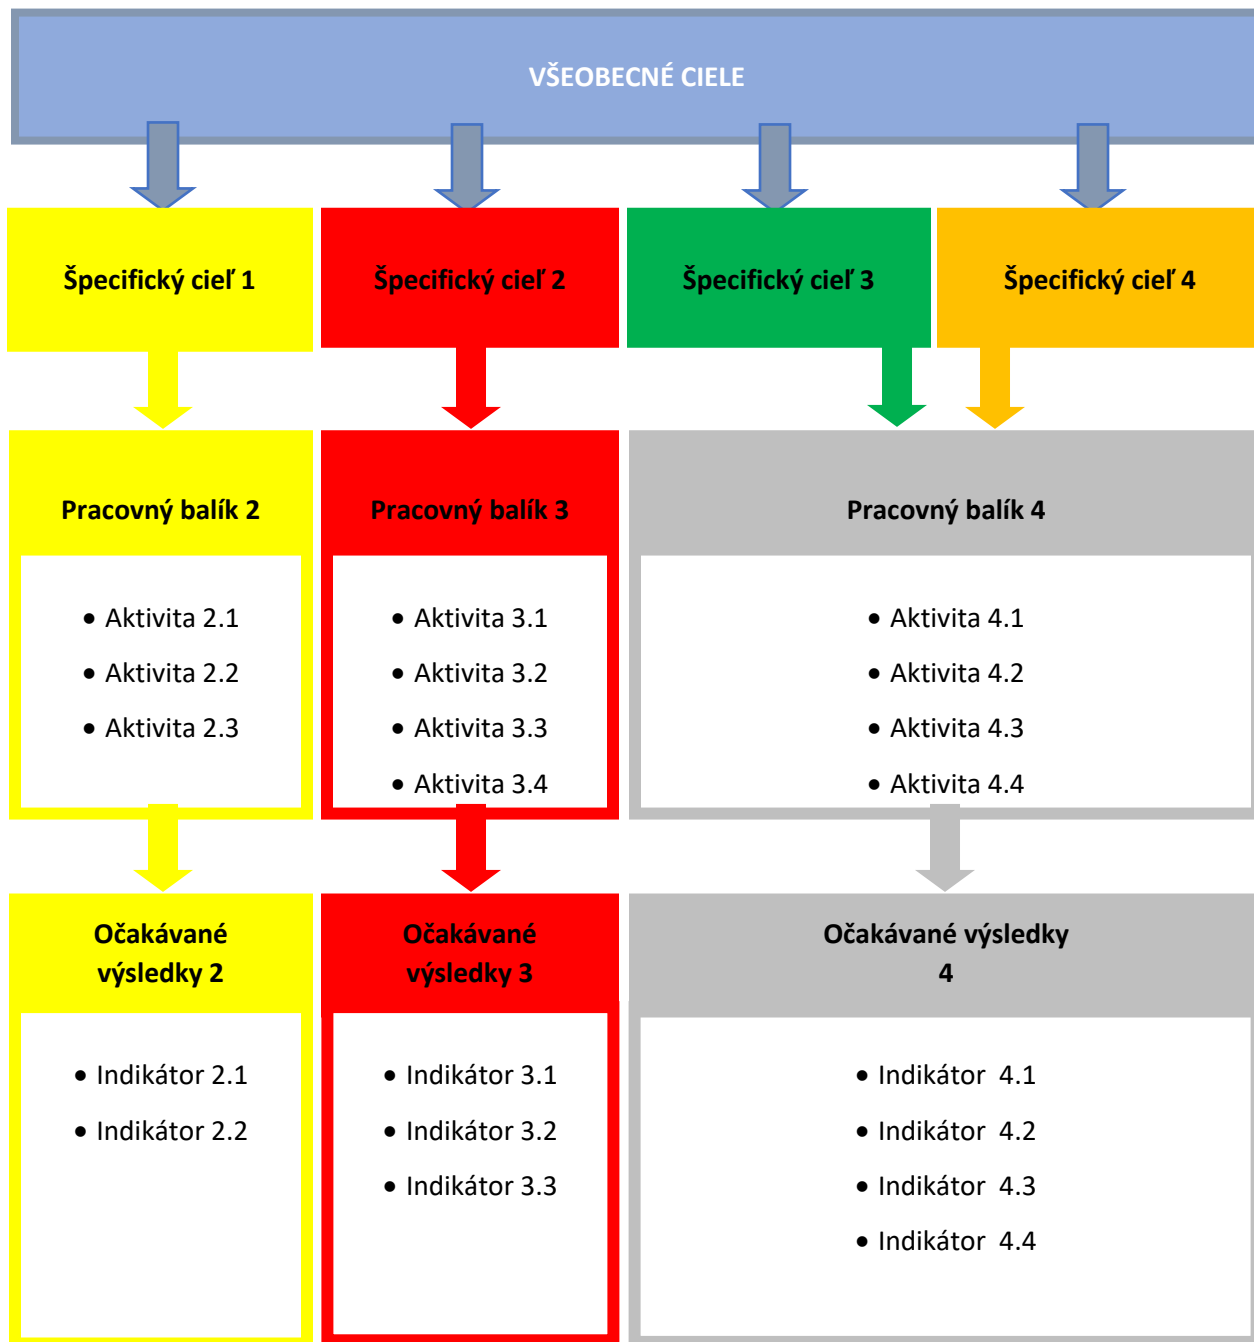 VŠEOBECNÉ CIELE
Špecifický cieľ 1
Špecifický cieľ 2
Špecifický cieľ 3
Špecifický cieľ 4
Pracovný balík 2
• Aktivita 2.1
• Aktivita 2.2
• Aktivita 2.3
Pracovný balík 3
• Aktivita 3.1
• Aktivita 3.2
• Aktivita 3.3
• Aktivita 3.4
Pracovný balík 4
• Aktivita 4.1
• Aktivita 4.2
• Aktivita 4.3
• Aktivita 4.4
Očakávané
výsledky 2
• Indikátor 2.1
• Indikátor 2.2
Očakávané
výsledky 3
• Indikátor 3.1
• Indikátor 3.2
• Indikátor 3.3
Očakávané výsledky
4
• Indikátor 4.1
• Indikátor 4.2
• Indikátor 4.3
• Indikátor 4.4